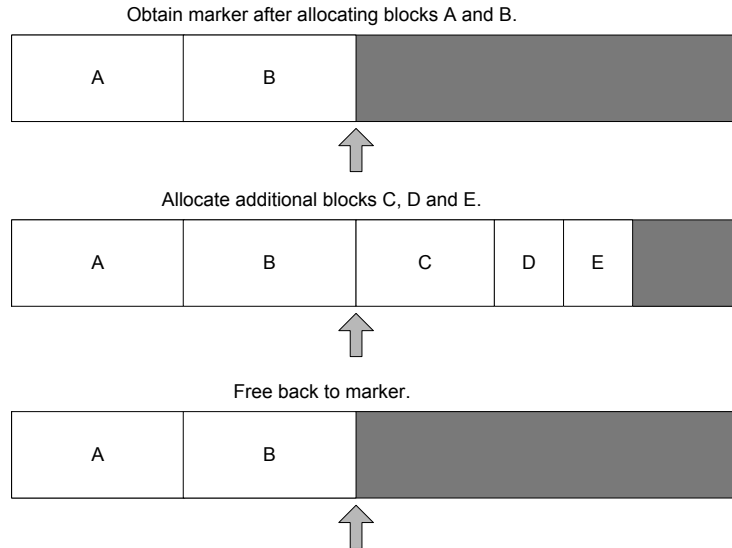 Obtain marker after allocating blocks A and B.
A B
Allocate additional blocks C, D and E.
A B C D E
Free back to marker.
A B